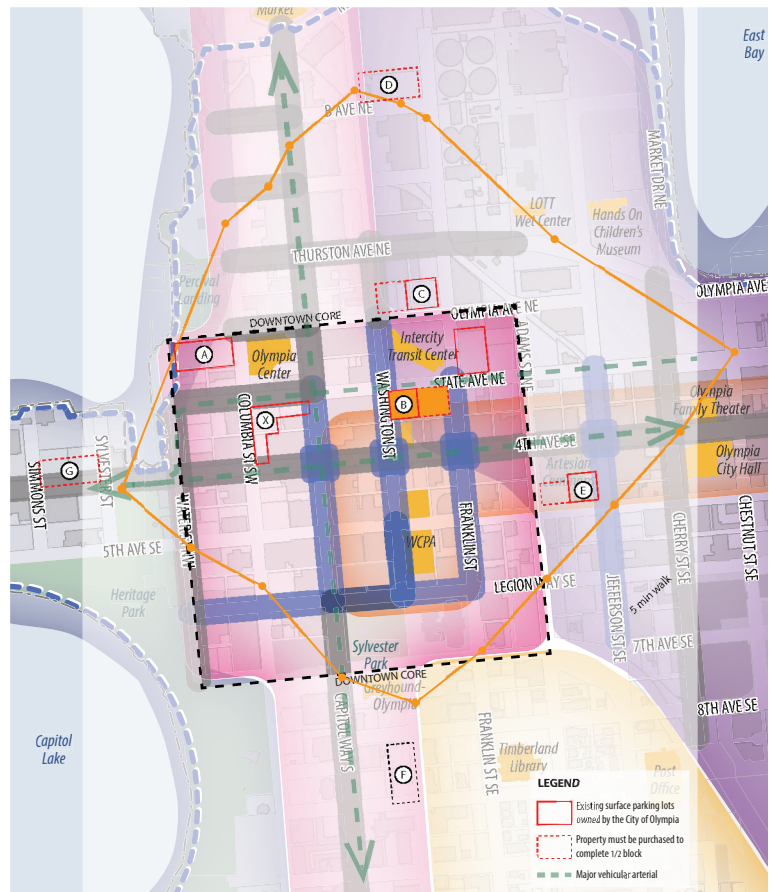 Market
East
Bay
D
B AVE NE
MARKET DR NE
LOTT
Wet Center
Hands On
Children's
Museum
THURSTON AVE NE
Percival
Landing
C
OLYMPIA AVE
OLYMPIA AVE NE
DOWNTOWN CORE
A
Olympia
Center
Intercity
Transit Center
ADAMS ST NE
STATE AVE NE
WASHINGTON ST
B
COLUMBIA ST SW
X
Olympia
Family Theater
4TH AVE SE
Artesian
Olympia
City Hall
G
SYLVESTER ST
SIMMONS ST
E
WATER ST NW
5TH AVE SE
WCPA
FRANKLIN ST
CHERRY ST SE
CHESTNUT ST SE
Heritage
Park
LEGION WAY SE
5 min walk
JEFFERSON ST SE
7TH AVE SE
Sylvester
Park
DOWNTOWN CORE
Greyhound-
Olympia
8TH AVE SE
CAPITOL WAY S
FRANKLIN ST SE
Capitol
Lake
Timberland
Library
Post
Office
F
LEGEND
Existing surface parking lots
owned by the City of Olympia
Property must be purchased to
complete 1/2 block
Major vehicular arterial